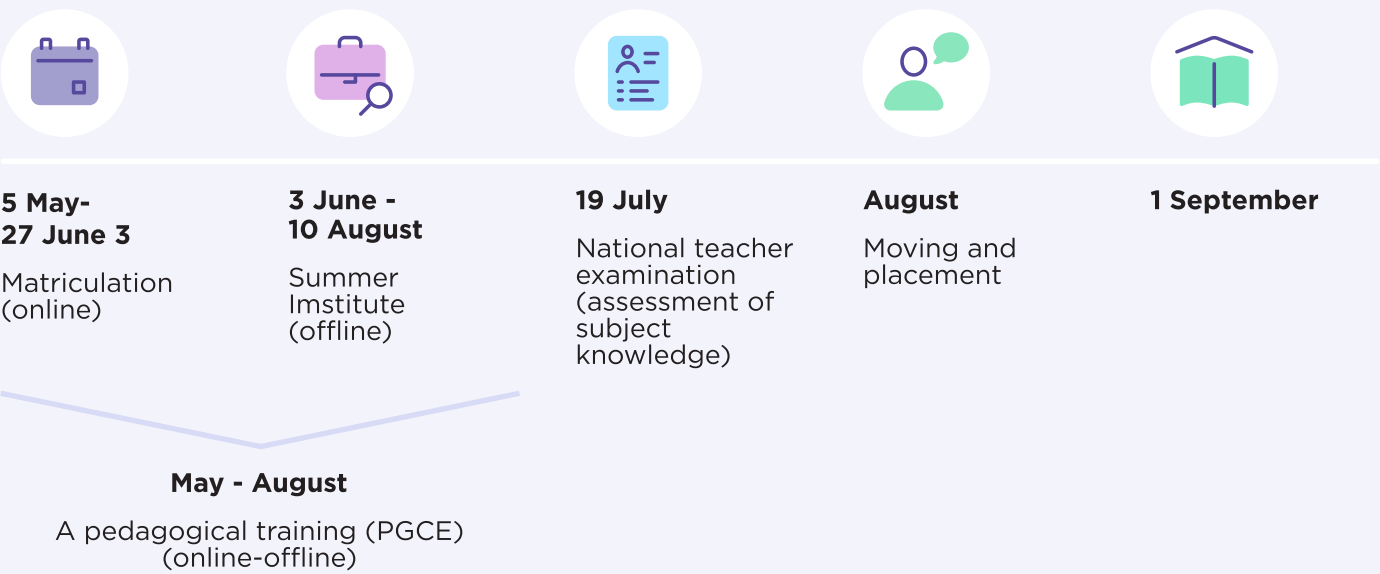 5 May-
27 June 3
Matriculation
(online)
3 June -
10 August
Summer
Imstitute
(offline)
19 July
National teacher
examination
(assessment of
subject
knowledge)
August
Moving and
placement
1 September
May - August
A pedagogical training (PGCE)
(online-offline)